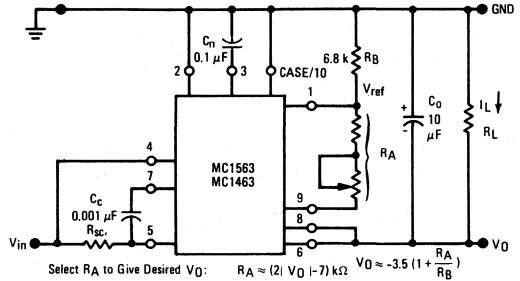 GND
Cn
0.1 µF
6.8 k
RB
2
3
CASE/10
Vref
1
+
-
Co
10
µF
IL
RL
RA
4
MC1563
MC1463
7
Cc
0.001 µF
9
8
Rsc,
Vin
5
6
VO
Select RA to Give Desired VO: RA ≈ (2| VO |-7) kΩ
VO ≈ -3.5 (1 + RA/RB)